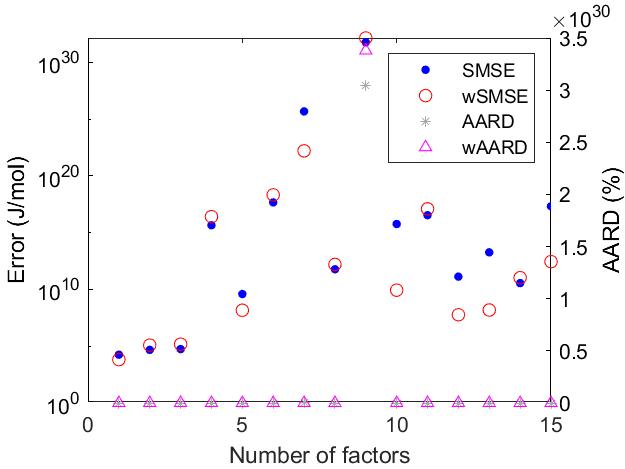 ×10³⁰
10³⁰
10²⁰
10¹⁰
10⁰
Error (J/mol)
SMSE
wSMSE
AARD
wAARD
3.5
3
2.5
2
1.5
1
0.5
0
AARD (%)
0 5 10 15
Number of factors